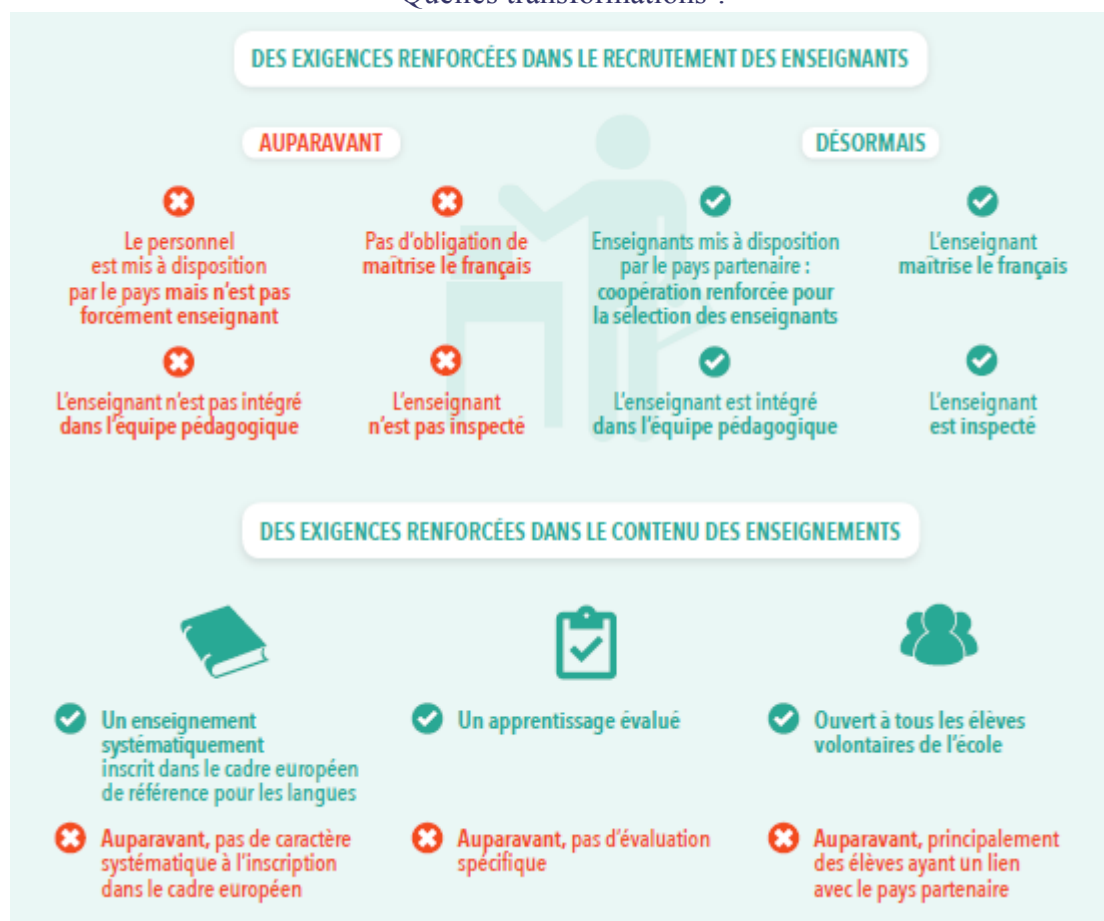 Quelles transformations ?
DES EXIGENCES RENFORCÉES DANS LE RECRUTEMENT DES ENSEIGNANTS
AUPARAVANT
DÉSORMAIS
Le personnel
est mis à disposition
par le pays mais n'est pas
forcément enseignant
Pas d'obligation de
maîtrise le français
Enseignants mis à disposition
par le pays partenaire :
coopération renforcée pour
la sélection des enseignants
L'enseignant
maîtrise le français
L'enseignant n'est pas intégré
dans l'équipe pédagogique
L'enseignant
n'est pas inspecté
L'enseignant est intégré
dans l'équipe pédagogique
L'enseignant
est inspecté
DES EXIGENCES RENFORCÉES DANS LE CONTENU DES ENSEIGNEMENTS
Un enseignement
systématiquement
inscrit dans le cadre européen
de référence pour les langues
Auparavant, pas de caractère
systématique à l'inscription
dans le cadre européen
Un apprentissage évalué
Auparavant, pas d'évaluation
spécifique
Ouvert à tous les élèves
volontaires de l'école
Auparavant, principalement
des élèves ayant un lien
avec le pays partenaire